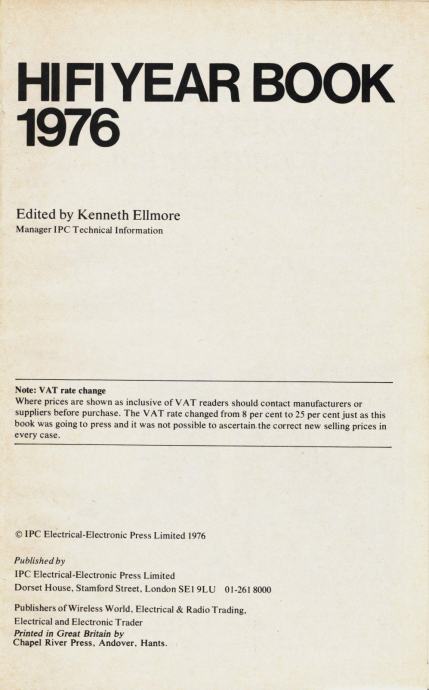 HI FI YEAR BOOK
1976
Edited by Kenneth Ellmore
Manager IPC Technical Information
Note: VAT rate change
Where prices are shown as inclusive of VAT readers should contact manufacturers or
suppliers before purchase. The VAT rate changed from 8 per cent to 25 per cent just as this
book was going to press and it was not possible to ascertain the correct new selling prices in
every case.
© IPC Electrical-Electronic Press Limited 1976
Published by
IPC Electrical-Electronic Press Limited
Dorset House, Stamford Street, London SE1 9LU 01-261 8000
Publishers of Wireless World, Electrical & Radio Trading,
Electrical and Electronic Trader
Printed in Great Britain by
Chapel River Press, Andover, Hants.